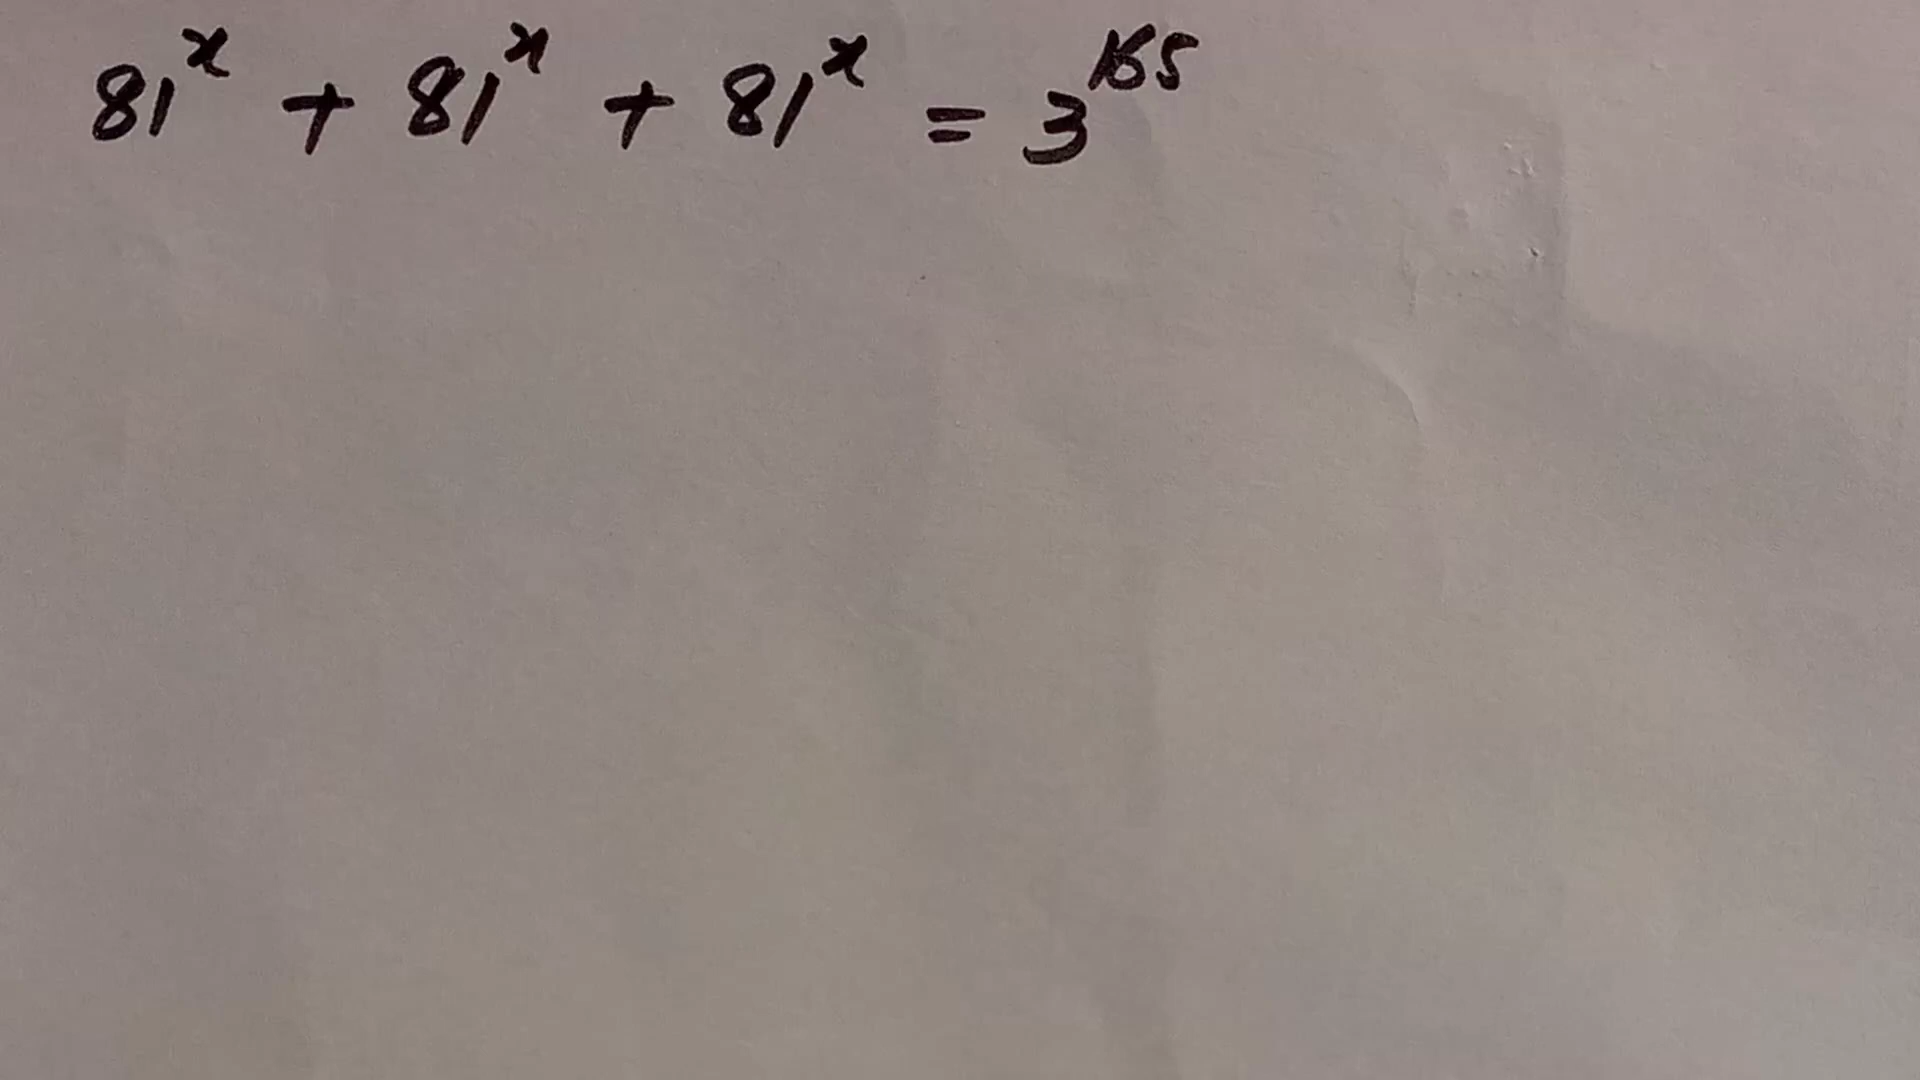 81^x + 81^x + 81^x = 3^165